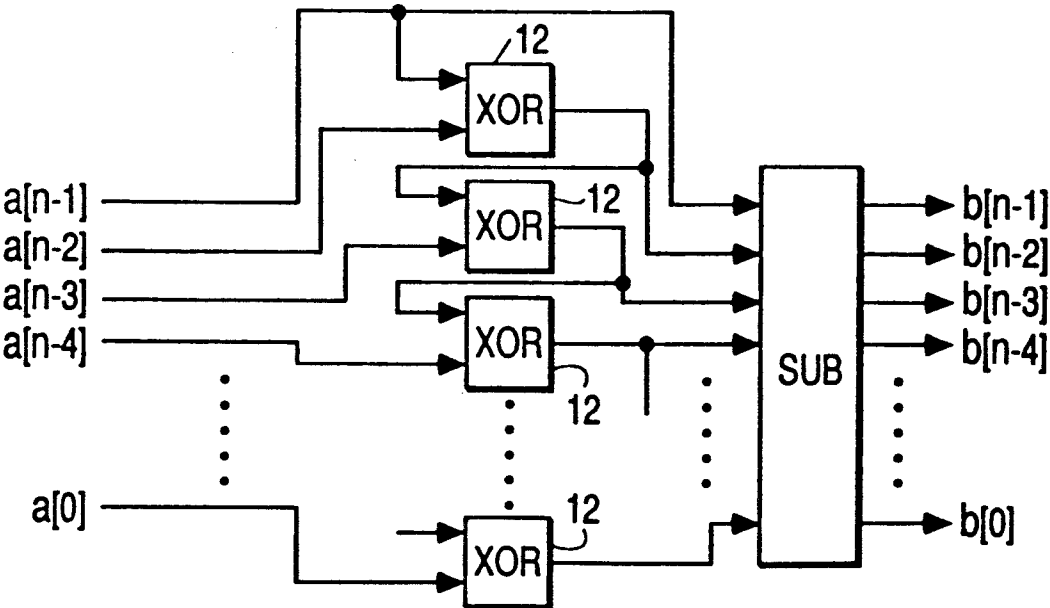 12
XOR
a[n-1]
12
b[n-1]
XOR
a[n-2]
b[n-2]
a[n-3]
b[n-3]
a[n-4]
XOR
b[n-4]
SUB
12
a[0]
12
b[0]
XOR